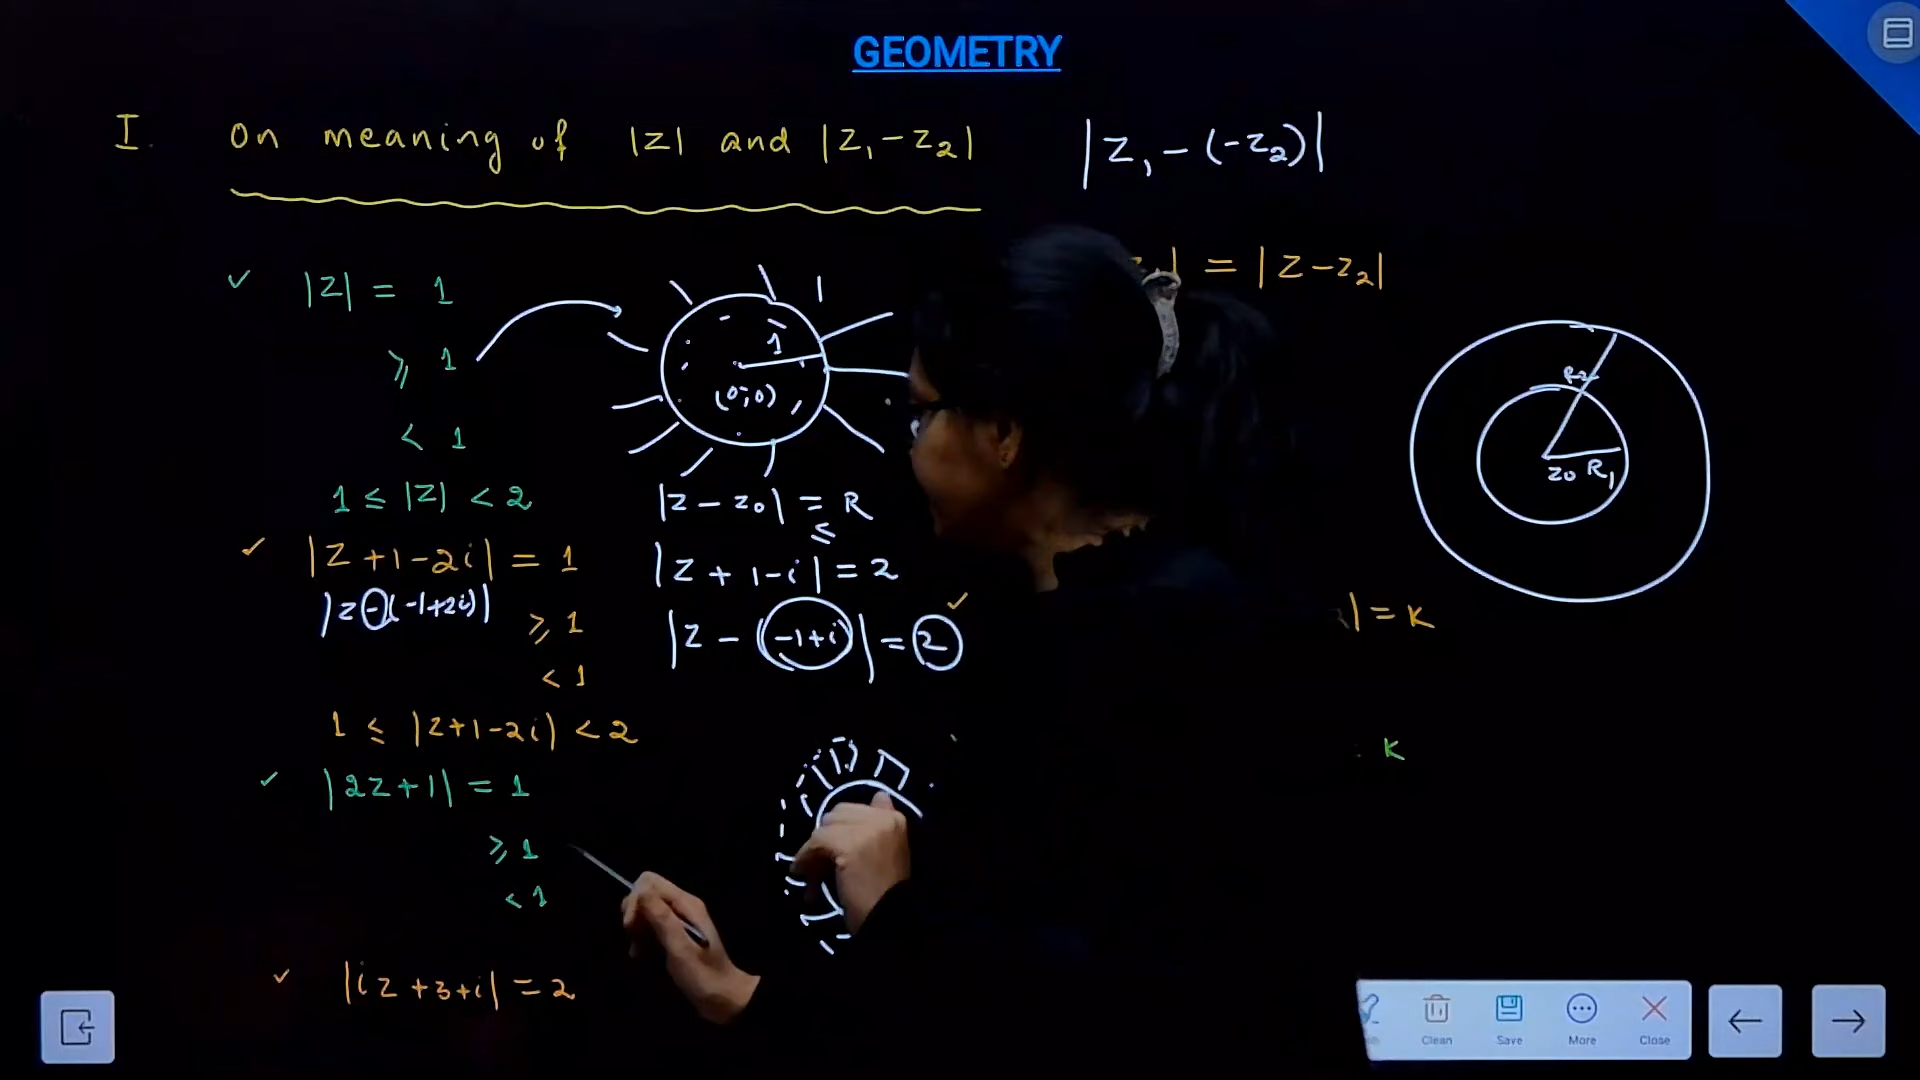 GEOMETRY
I. On meaning of |z| and |z₁-z₂|
|z₁-(-z₂)|
|z| = 1
⩾ 1
< 1
1 ≤ |z| < 2
|z+1-2i| = 1
|z-(-1+2i)|
⩾ 1
< 1
1 ≤ |z+1-2i| < 2
|2z+1| = 1
⩾ 1
< 1
|iz+3+i| = 2
1
(0,0)
|z-z₀| = R
≤
|z+1-i| = 2
|z-(-1+i)| = 2
| = |z-z₂|
R₂
z₀ R₁
| = K
K
Clean
Save
More
Close